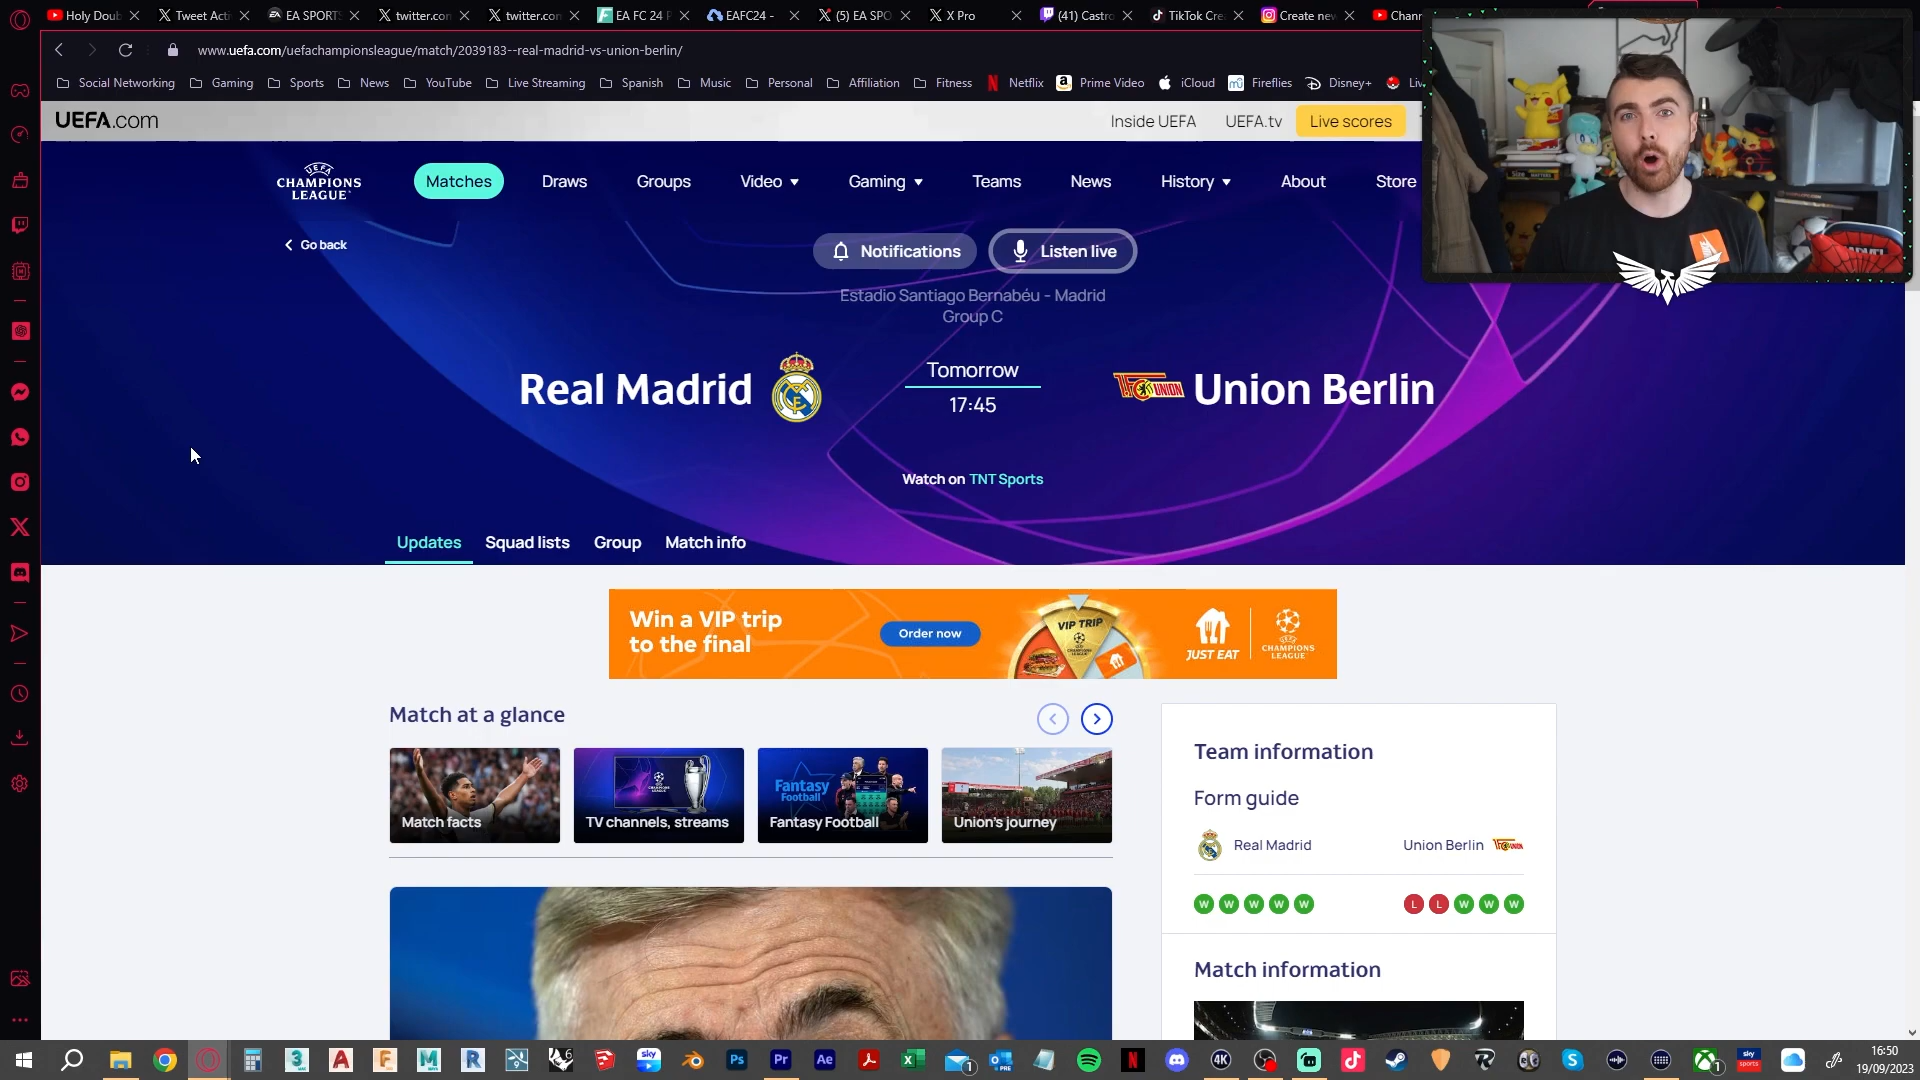 Holy Doub
Tweet Acti
EA SPORTS
twitter.con
twitter.con
EA FC 24 P
EAFC24 -
(5) EA SPO
X Pro
(41) Castro
TikTok Cre
Create nev
Chann
www.uefa.com/uefachampionsleague/match/2039183--real-madrid-vs-union-berlin/
Social Networking
Gaming
Sports
News
YouTube
Live Streaming
Spanish
Music
Personal
Affiliation
Fitness
Netflix
Prime Video
iCloud
Fireflies
Disney+
Liv
UEFA.com
Inside UEFA
UEFA.tv
Live scores
UEFA
CHAMPIONS
LEAGUE
Matches
Draws
Groups
Video
Gaming
Teams
News
History
About
Store
Go back
Notifications
Listen live
Estadio Santiago Bernabéu - Madrid
Group C
Real Madrid
Tomorrow
17:45
UNION
Union Berlin
Watch on TNT Sports
Updates
Squad lists
Group
Match info
Win a VIP trip
to the final
Order now
VIP TRIP
JUST EAT
CHAMPIONS
LEAGUE
Match at a glance
Match facts
TV channels, streams
Fantasy
Football
Fantasy Football
Union's journey
Team information
Form guide
Real Madrid
Union Berlin
W W W W W
L L W W W
Match information
16:50
19/09/2023